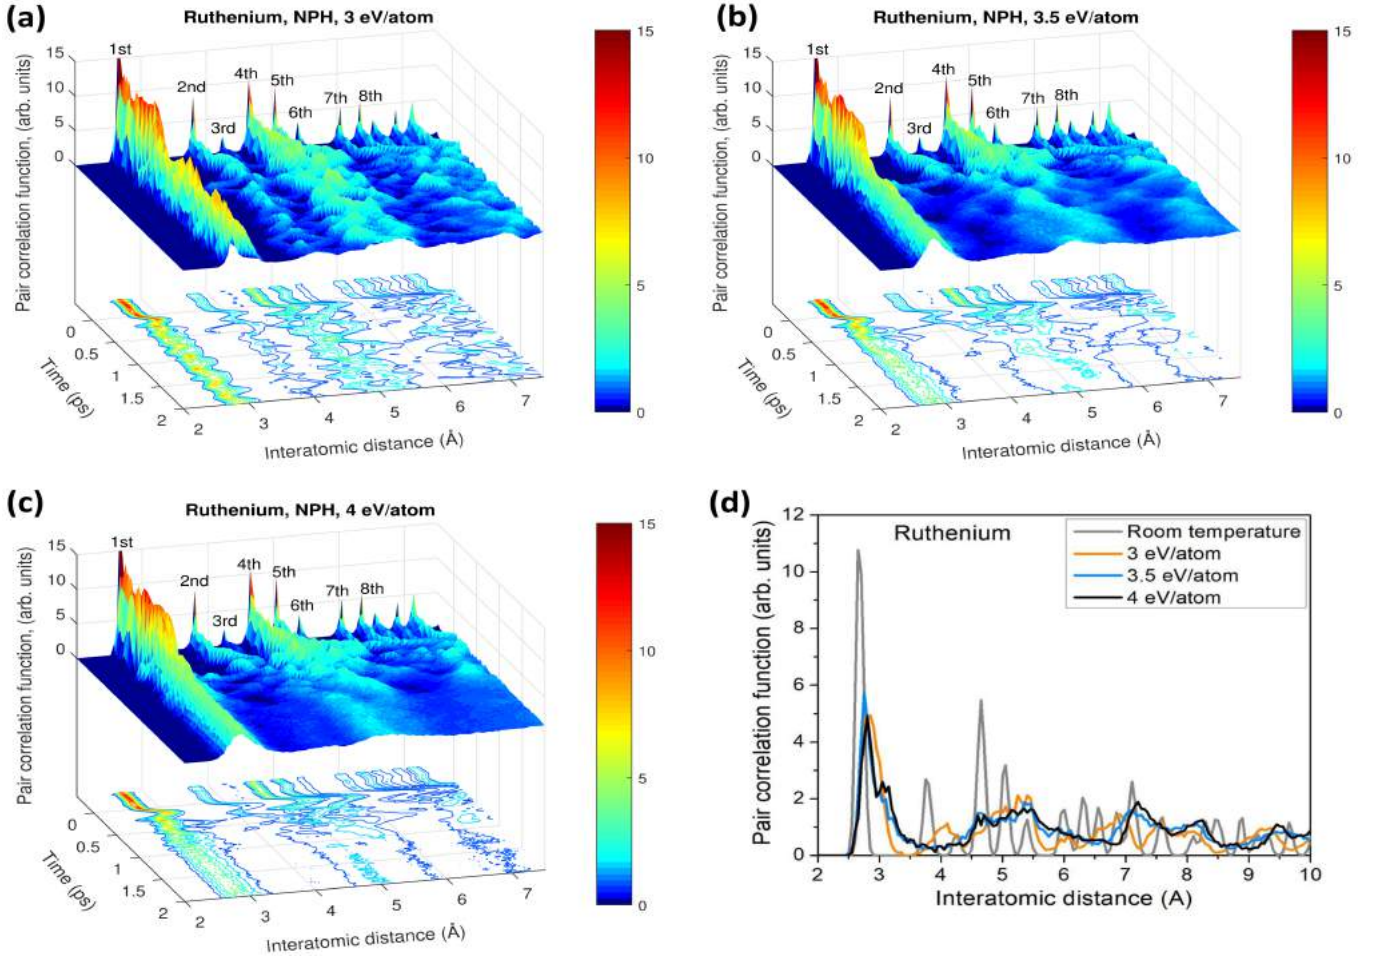 (a)
Ruthenium, NPH, 3 eV/atom
Pair correlation function, (arb. units)
15
10
5
0
1st
2nd
3rd
4th
5th
6th
7th
8th
0
0.5
1
1.5
2
Time (ps)
2
3
4
5
6
7
Interatomic distance (Å)
15
10
5
0
(b)
Ruthenium, NPH, 3.5 eV/atom
Pair correlation function, (arb. units)
15
10
5
0
1st
2nd
3rd
4th
5th
6th
7th
8th
0
0.5
1
1.5
2
Time (ps)
2
3
4
5
6
7
Interatomic distance (Å)
15
10
5
0
(c)
Ruthenium, NPH, 4 eV/atom
Pair correlation function, (arb. units)
15
10
5
0
1st
2nd
3rd
4th
5th
6th
7th
8th
0
0.5
1
1.5
2
Time (ps)
2
3
4
5
6
7
Interatomic distance (Å)
15
10
5
0
(d)
Ruthenium
Room temperature
3 eV/atom
3.5 eV/atom
4 eV/atom
Pair correlation function (arb. units)
12
10
8
6
4
2
0
2
3
4
5
6
7
8
9
10
Interatomic distance (A)